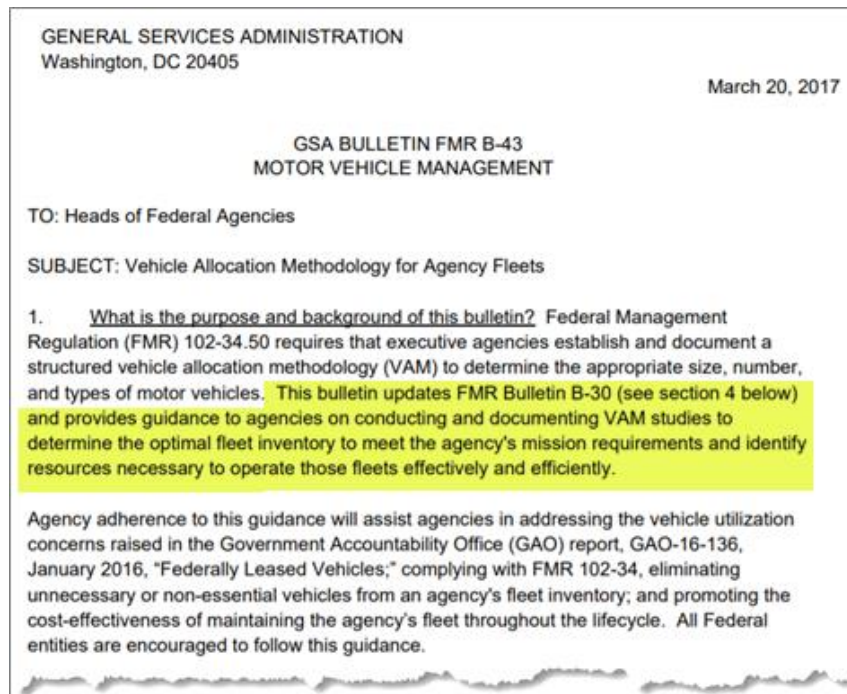 GENERAL SERVICES ADMINISTRATION
Washington, DC 20405
March 20, 2017
GSA BULLETIN FMR B-43
MOTOR VEHICLE MANAGEMENT
TO: Heads of Federal Agencies
SUBJECT: Vehicle Allocation Methodology for Agency Fleets
1. What is the purpose and background of this bulletin? Federal Management
Regulation (FMR) 102-34.50 requires that executive agencies establish and document a
structured vehicle allocation methodology (VAM) to determine the appropriate size, number,
and types of motor vehicles. This bulletin updates FMR Bulletin B-30 (see section 4 below)
and provides guidance to agencies on conducting and documenting VAM studies to
determine the optimal fleet inventory to meet the agency's mission requirements and identify
resources necessary to operate those fleets effectively and efficiently.
Agency adherence to this guidance will assist agencies in addressing the vehicle utilization
concerns raised in the Government Accountability Office (GAO) report, GAO-16-136,
January 2016, “Federally Leased Vehicles;” complying with FMR 102-34, eliminating
unnecessary or non-essential vehicles from an agency's fleet inventory; and promoting the
cost-effectiveness of maintaining the agency's fleet throughout the lifecycle. All Federal
entities are encouraged to follow this guidance.